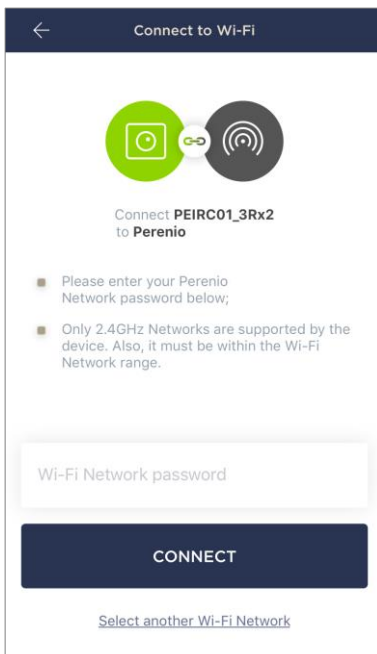 Connect to Wi-Fi
Connect PEIRC01_3Rx2
to Perenio
Please enter your Perenio
Network password below;
Only 2.4GHz Networks are supported by the
device. Also, it must be within the Wi-Fi
Network range.
Wi-Fi Network password
CONNECT
Select another Wi-Fi Network